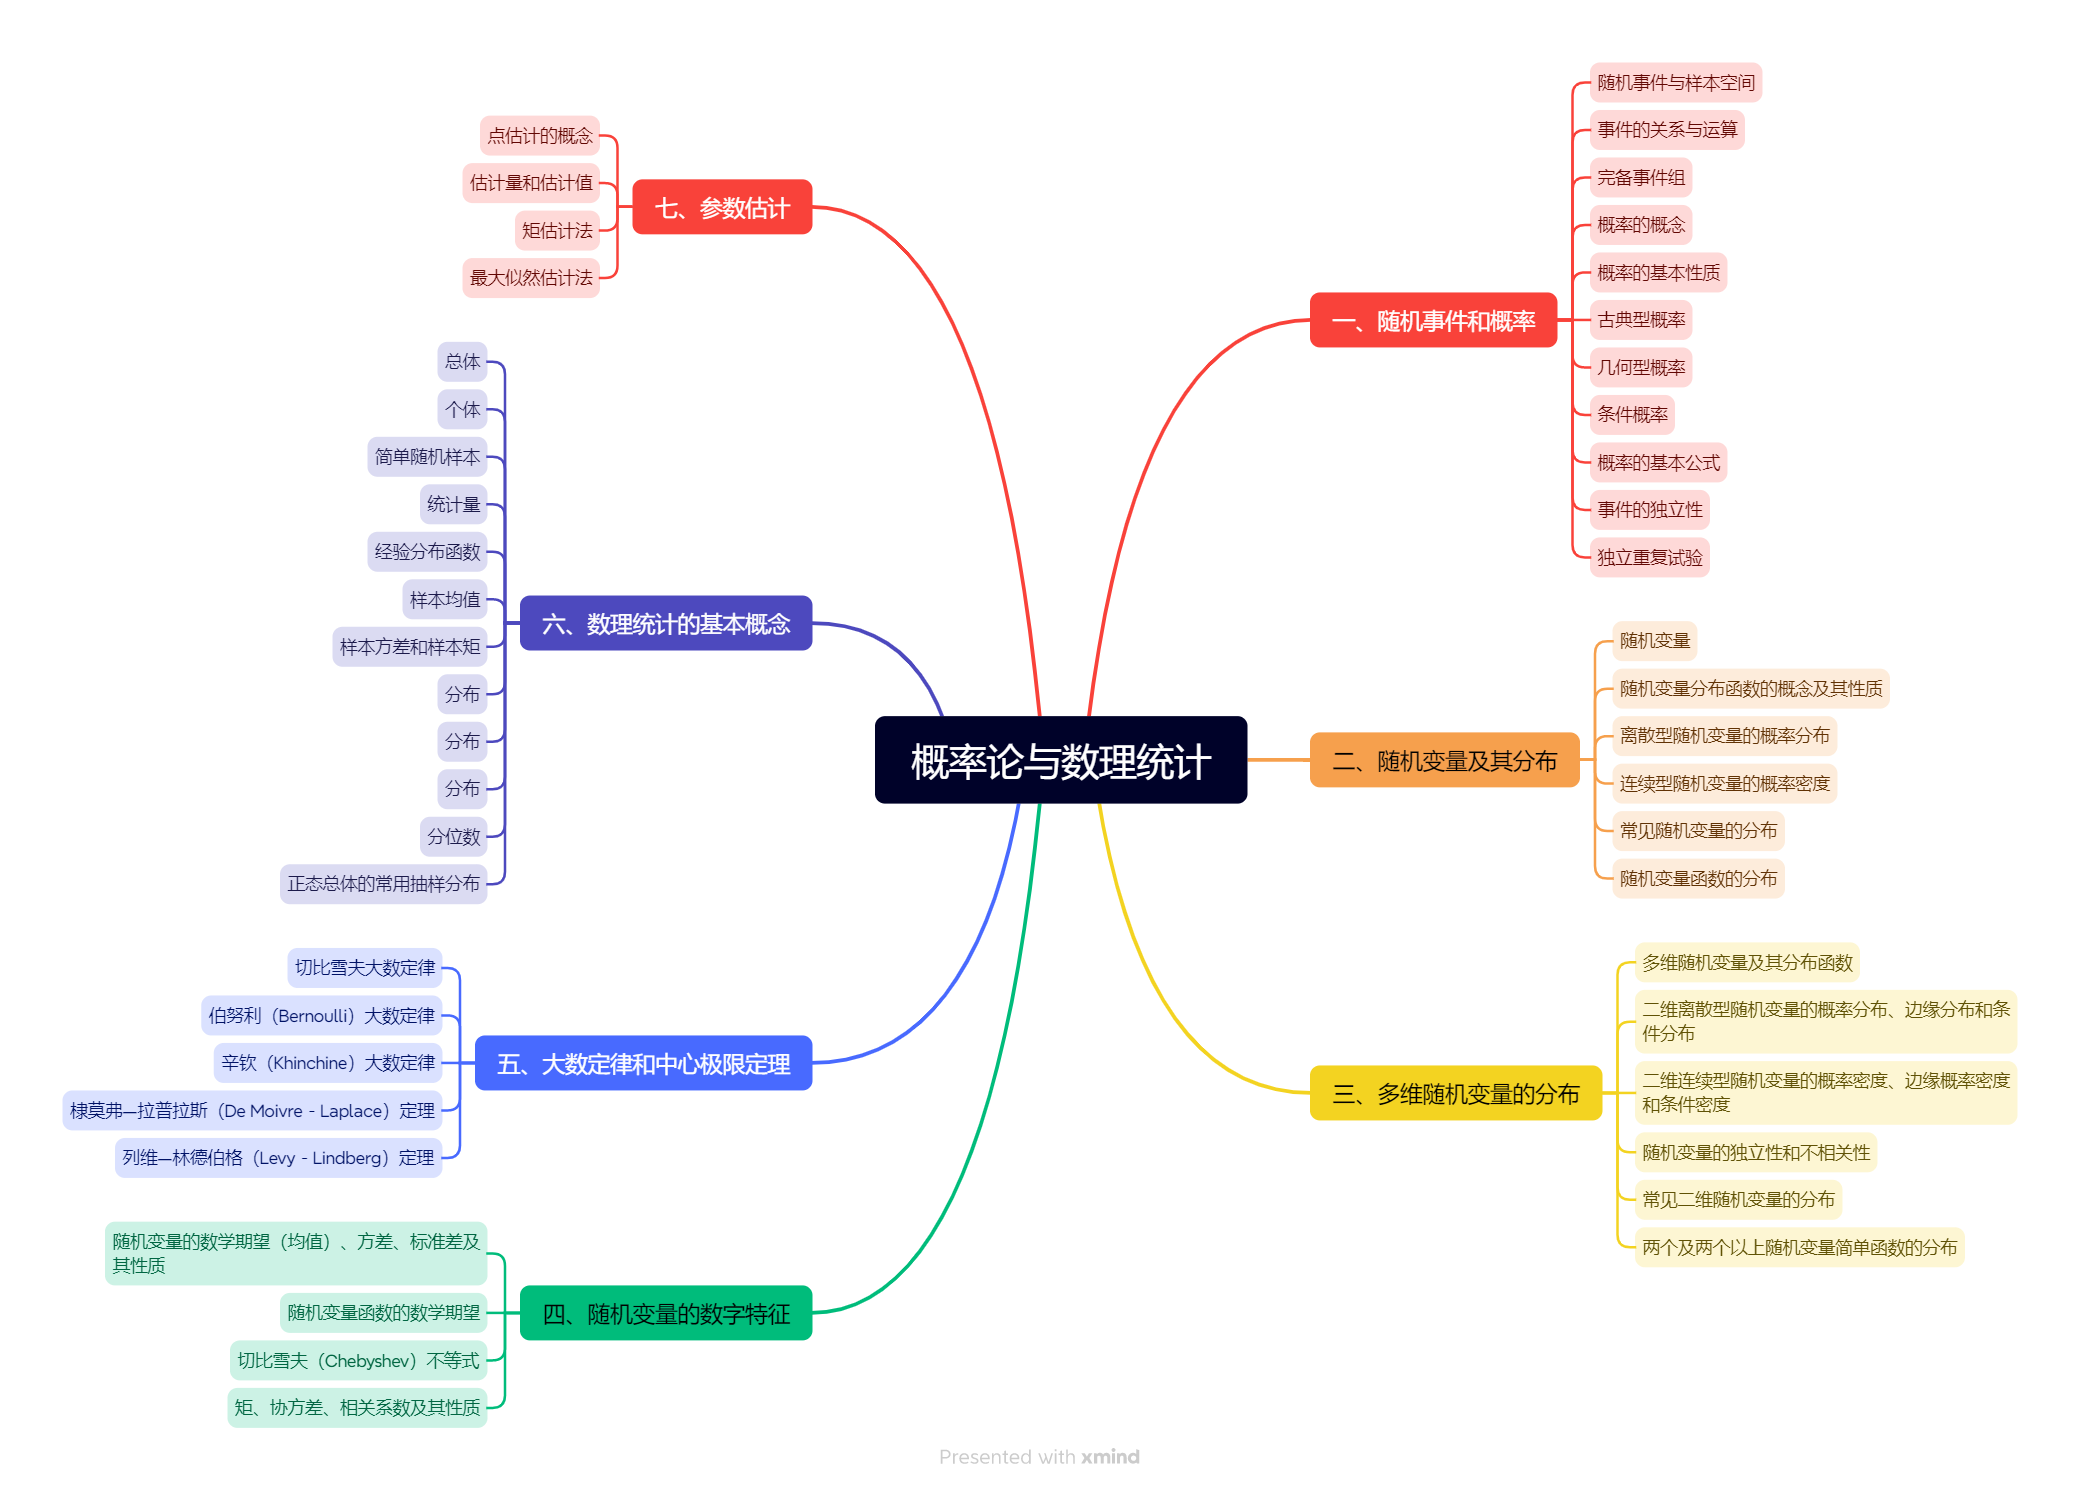 概率论与数理统计
一、随机事件和概率
随机事件与样本空间
事件的关系与运算
完备事件组
概率的概念
概率的基本性质
古典型概率
几何型概率
条件概率
概率的基本公式
事件的独立性
独立重复试验
二、随机变量及其分布
随机变量
随机变量分布函数的概念及其性质
离散型随机变量的概率分布
连续型随机变量的概率密度
常见随机变量的分布
随机变量函数的分布
三、多维随机变量的分布
多维随机变量及其分布函数
二维离散型随机变量的概率分布、边缘分布和条
件分布
二维连续型随机变量的概率密度、边缘概率密度
和条件密度
随机变量的独立性和不相关性
常见二维随机变量的分布
两个及两个以上随机变量简单函数的分布
四、随机变量的数字特征
随机变量的数学期望（均值）、方差、标准差及
其性质
随机变量函数的数学期望
切比雪夫（Chebyshev）不等式
矩、协方差、相关系数及其性质
五、大数定律和中心极限定理
切比雪夫大数定律
伯努利（Bernoulli）大数定律
辛钦（Khinchine）大数定律
棣莫弗—拉普拉斯（De Moivre - Laplace）定理
列维—林德伯格（Levy - Lindberg）定理
六、数理统计的基本概念
总体
个体
简单随机样本
统计量
经验分布函数
样本均值
样本方差和样本矩
分布
分布
分布
分位数
正态总体的常用抽样分布
七、参数估计
点估计的概念
估计量和估计值
矩估计法
最大似然估计法
Presented with xmind